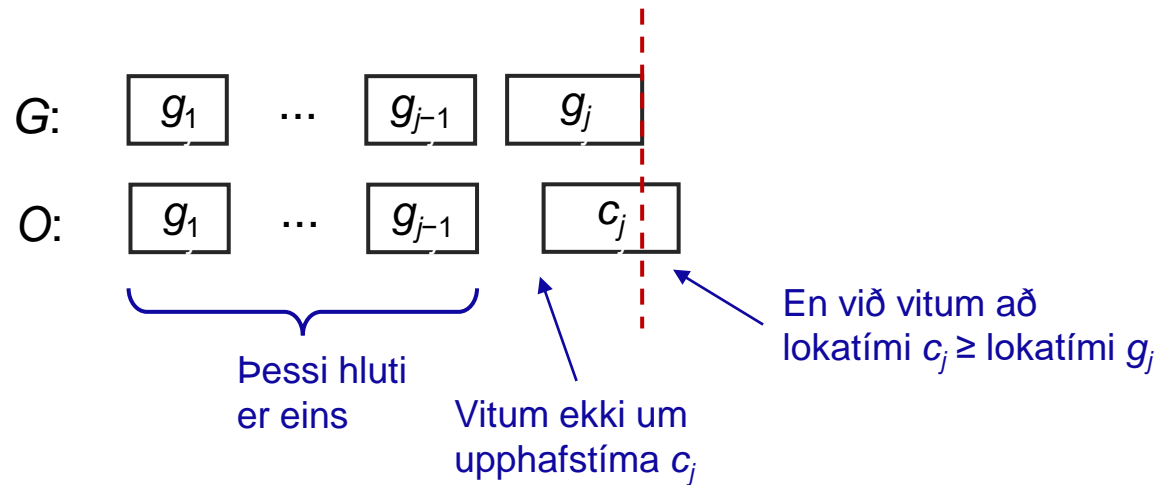 G: g₁ ... gⱼ₋₁ gⱼ
O: g₁ ... gⱼ₋₁ cⱼ
En við vitum að
lokatími cⱼ ≥ lokatími gⱼ
Þessi hluti
er eins
Vitum ekki um
upphafstíma cⱼ